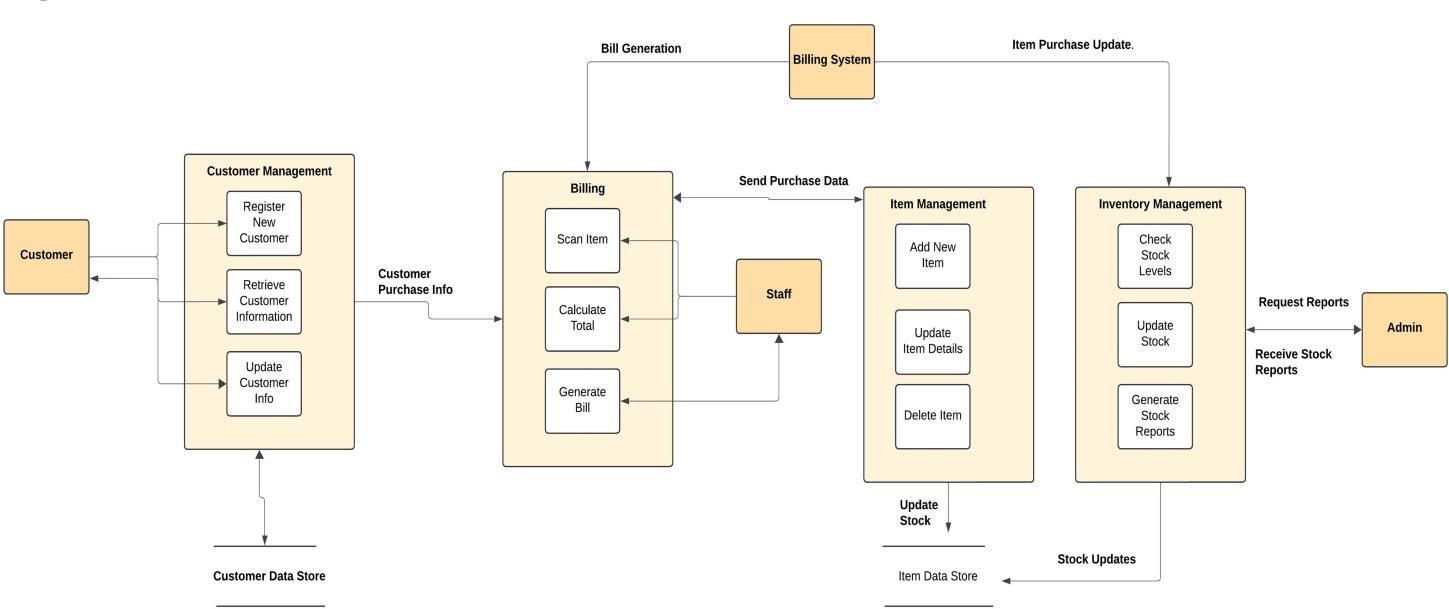 Bill Generation
Billing System
Item Purchase Update.
Customer Management
Register
New
Customer
Retrieve
Customer
Information
Update
Customer
Info
Customer
Customer
Purchase Info
Billing
Scan Item
Calculate
Total
Generate
Bill
Staff
Send Purchase Data
Item Management
Add New
Item
Update
Item Details
Delete Item
Inventory Management
Check
Stock
Levels
Update
Stock
Generate
Stock
Reports
Request Reports
Receive Stock
Reports
Admin
Update
Stock
Stock Updates
Customer Data Store
Item Data Store